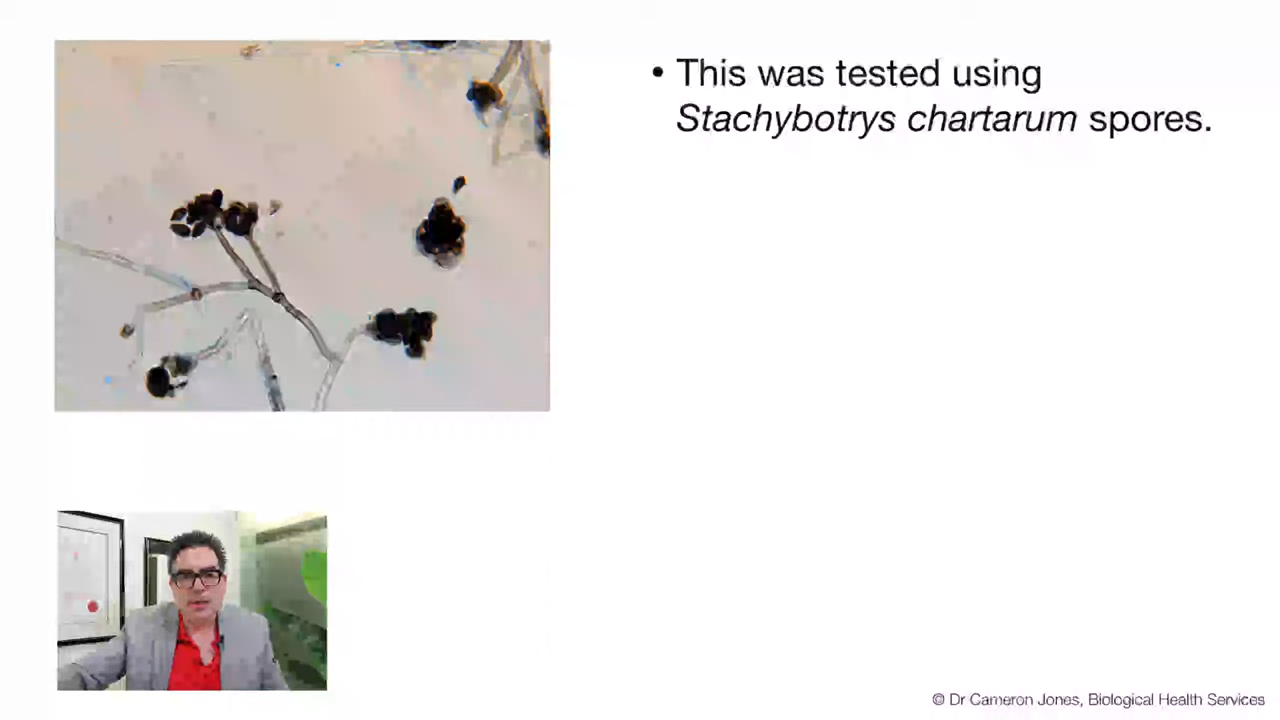 • This was tested using
Stachybotrys chartarum spores.
© Dr Cameron Jones, Biological Health Services